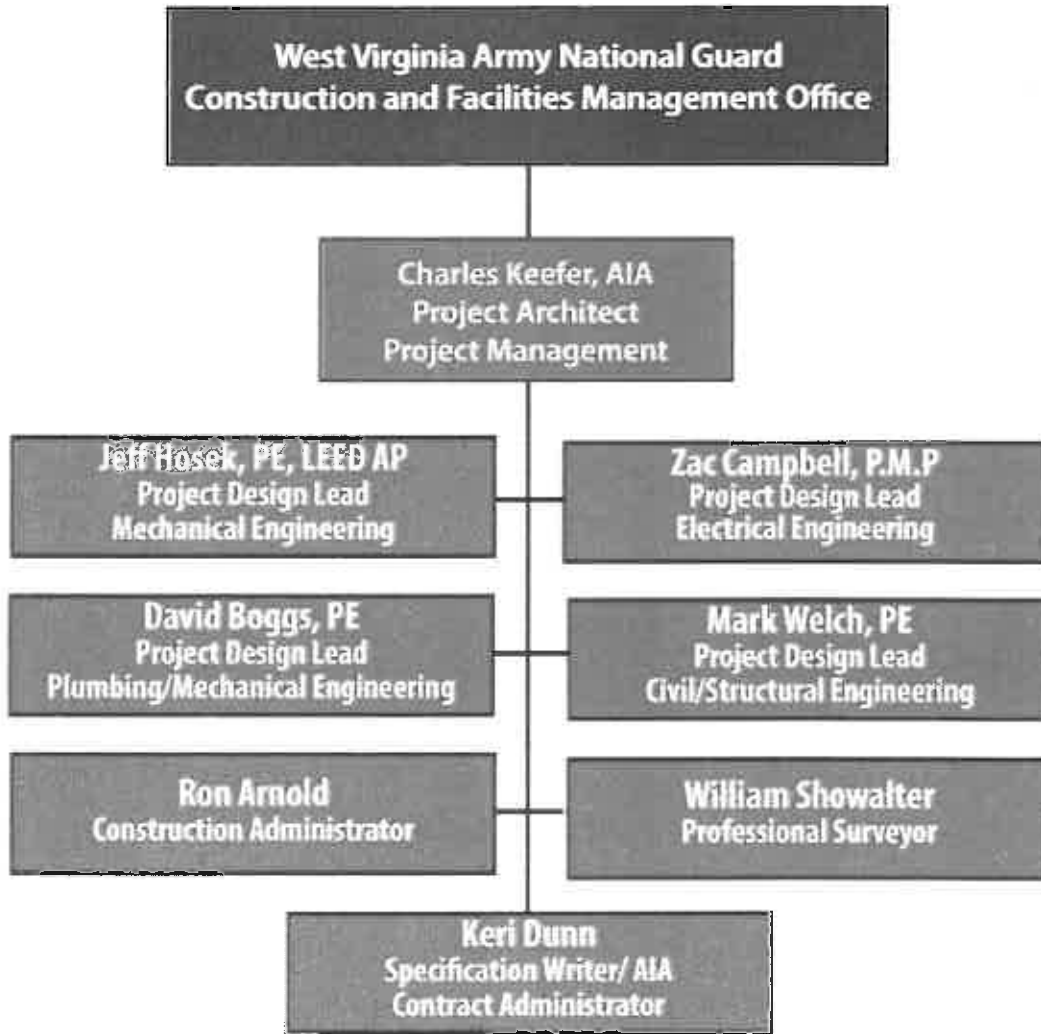 West Virginia Army National Guard
Construction and Facilities Management Office
Charles Keefer, AIA
Project Architect
Project Management
Jeff Hosek, PE, LEED AP
Project Design Lead
Mechanical Engineering
Zac Campbell, P.M.P
Project Design Lead
Electrical Engineering
David Boggs, PE
Project Design Lead
Plumbing/Mechanical Engineering
Mark Welch, PE
Project Design Lead
Civil/Structural Engineering
Ron Arnold
Construction Administrator
William Showalter
Professional Surveyor
Keri Dunn
Specification Writer/ AIA
Contract Administrator